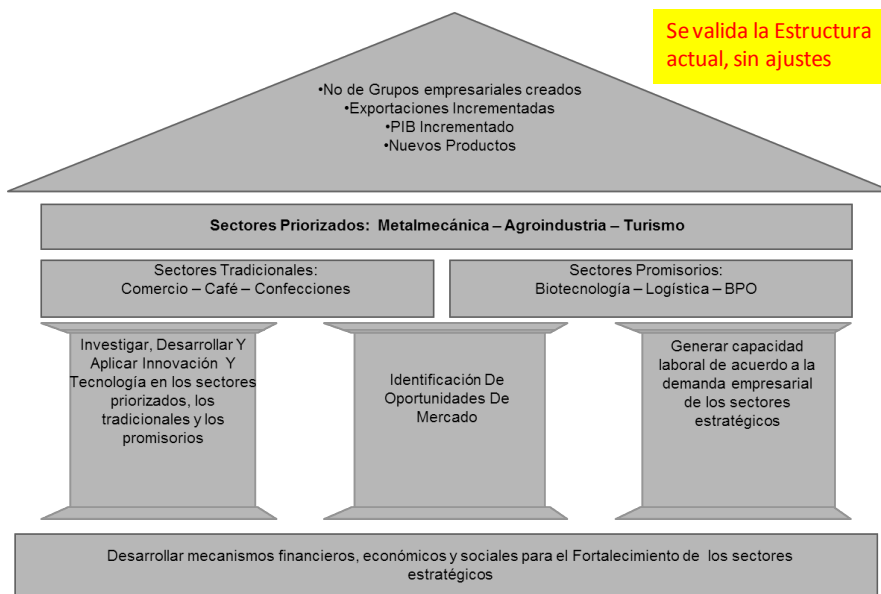 Se valida la Estructura
actual, sin ajustes
•No de Grupos empresariales creados
•Exportaciones Incrementadas
•PIB Incrementado
•Nuevos Productos
Sectores Priorizados: Metalmecánica – Agroindustria – Turismo
Sectores Tradicionales:
Comercio – Café – Confecciones
Sectores Promisorios:
Biotecnología – Logística – BPO
Investigar, Desarrollar Y
Aplicar Innovación Y
Tecnología en los sectores
priorizados, los
tradicionales y los
promisorios
Identificación De
Oportunidades De
Mercado
Generar capacidad
laboral de acuerdo a la
demanda empresarial
de los sectores
estratégicos
Desarrollar mecanismos financieros, económicos y sociales para el Fortalecimiento de los sectores
estratégicos